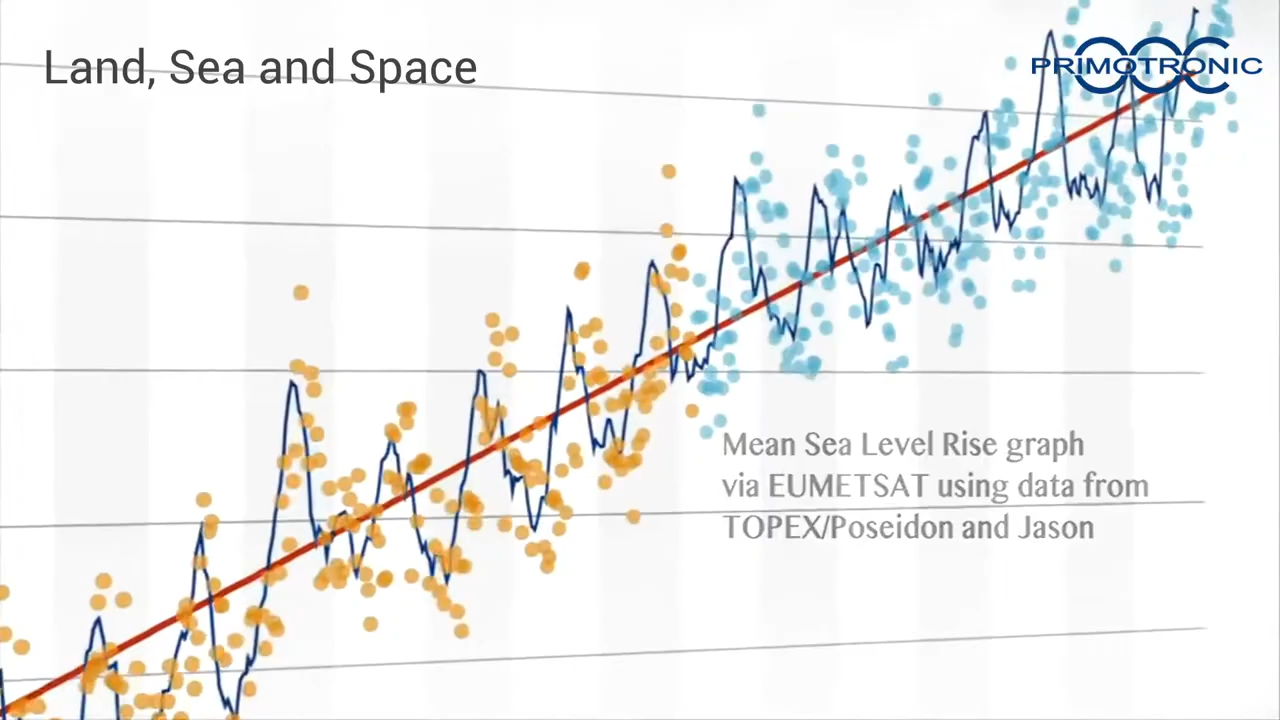 Land, Sea and Space
PRIMOTRONIC
Mean Sea Level Rise graph
via EUMETSAT using data from
TOPEX/Poseidon and Jason